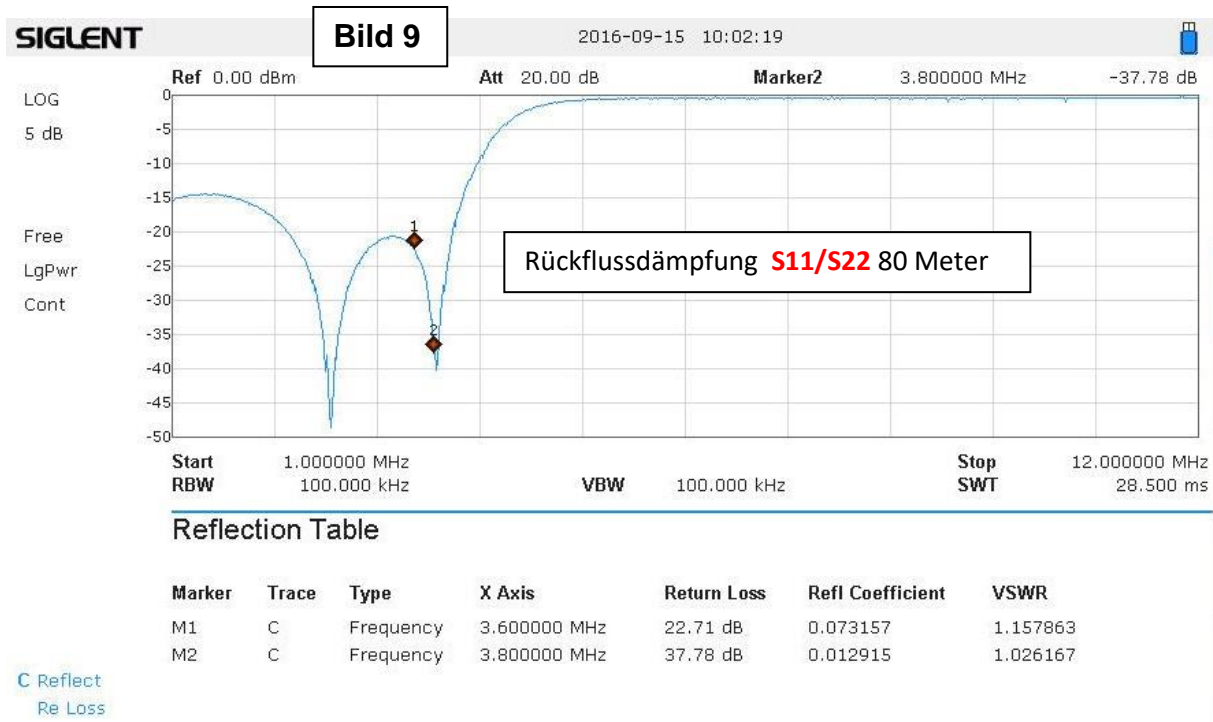 SIGLENT
Bild 9
2016-09-15 10:02:19
Ref 0.00 dBm Att 20.00 dB Marker2 3.800000 MHz -37.78 dB
LOG
5 dB
Free
LgPwr
Cont
0
-5
-10
-15
-20
-25
-30
-35
-40
-45
-50
1
2
Rückflussdämpfung S11/S22 80 Meter
Start 1.000000 MHz Stop 12.000000 MHz
RBW 100.000 kHz VBW 100.000 kHz SWT 28.500 ms
Reflection Table
Marker Trace Type X Axis Return Loss Refl Coefficient VSWR
M1 C Frequency 3.600000 MHz 22.71 dB 0.073157 1.157863
M2 C Frequency 3.800000 MHz 37.78 dB 0.012915 1.026167
C Reflect
Re Loss